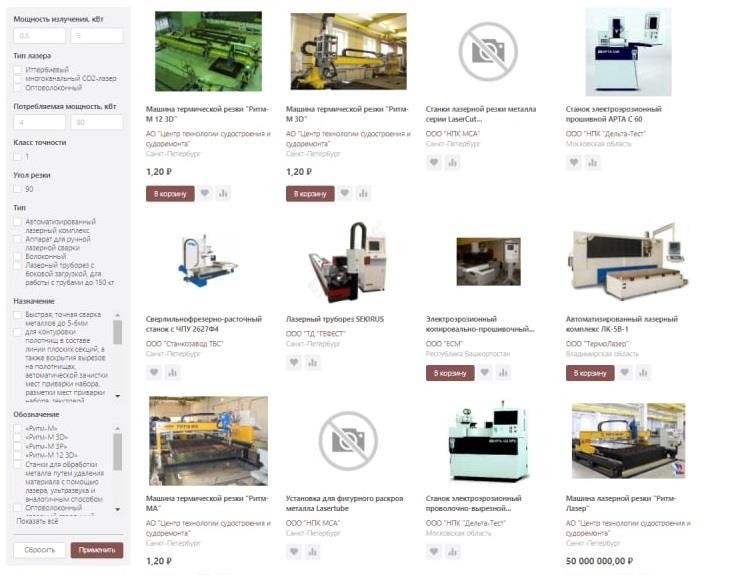 Мощность излучения, кВт
0,5
5
Тип лазера
Иттербиевый
многоканальный СО2-лазер
Оптоволоконный
Потребляемая мощность, кВт
4
80
Класс точности
1
Угол резки
90
Тип
Автоматизированный
лазерный комплекс
Аппарат для ручной
лазерной сварки
Волоконный
Лазерный труборез с
боковой загрузкой, для
работы с трубами до 150 кг
Назначение
Быстрая, точная сварка
металлов до 5-6мм
для контуровки
полотнищ в составе
линии плоских секций, а
также вскрытия вырезов
на полотнищах,
автоматической зачистки
мест приварки набора,
разметки мест приварки
набора, текстовой
Обозначение
«Ритм-М»
«Ритм-М 3D»
«Ритм-М 3Р»
«Ритм-М 12 3D»
Станки для обработки
металла путем удаления
материала с помощью
лазера, ультразвука и
аналогичным способом
Оптоволоконный
Показать всё
Сбросить
Применить
Машина термической резки "Ритм-
М 12 3D"
АО "Центр технологии судостроения и
судоремонта"
Санкт-Петербург
1,20 ₽
В корзину
Машина термической резки "Ритм-
М 3D"
АО "Центр технологии судостроения и
судоремонта"
Санкт-Петербург
1,20 ₽
В корзину
Станки лазерной резки металла
серии LaserCut...
ООО "НПК МСА"
Санкт-Петербург
Станок электроэрозионный
прошивной АРТА С 60
ООО "НПК "Дельта-Тест"
Московская область
Сверлильнофрезерно-расточный
станок с ЧПУ 2627Ф4
ООО "Станкозавод ТБС"
Санкт-Петербург
Лазерный труборез SEKIRUS
ООО "ТД "ГЕФЕСТ"
Санкт-Петербург
Электроэрозионный
копировально-прошивочный...
ООО "ЕСМ"
Республика Башкортостан
В корзину
Автоматизированный лазерный
комплекс ЛК-5В-1
ООО "ТермоЛазер"
Владимирская область
В корзину
Машина термической резки "Ритм-
МА"
АО "Центр технологии судостроения и
судоремонта"
Санкт-Петербург
1,20 ₽
Установка для фигурного раскроя
металла Lasertube
ООО "НПК МСА"
Санкт-Петербург
Станок электроэрозионный
проволочно-вырезной...
ООО "НПК "Дельта-Тест"
Московская область
Машина лазерной резки "Ритм-
Лазер"
АО "Центр технологии судостроения и
судоремонта"
Санкт-Петербург
50 000 000,00 ₽